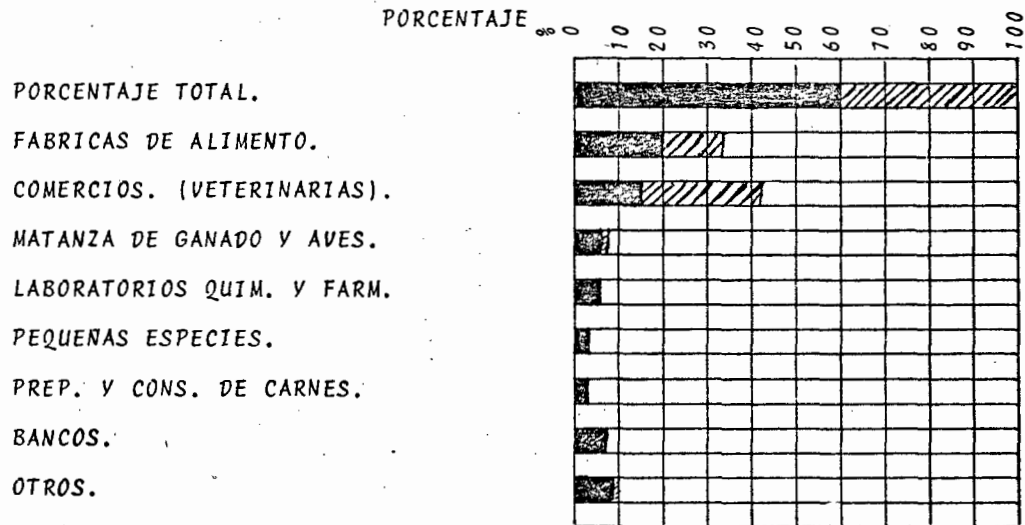 PORCENTAJE % 0 10 20 30 40 50 60 70 80 90 100
PORCENTAJE TOTAL.
FABRICAS DE ALIMENTO.
COMERCIOS. (VETERINARIAS).
MATANZA DE GANADO Y AVES.
LABORATORIOS QUIM. Y FARM.
PEQUEÑAS ESPECIES.
PREP. Y CONS. DE CARNES.
BANCOS.
OTROS.